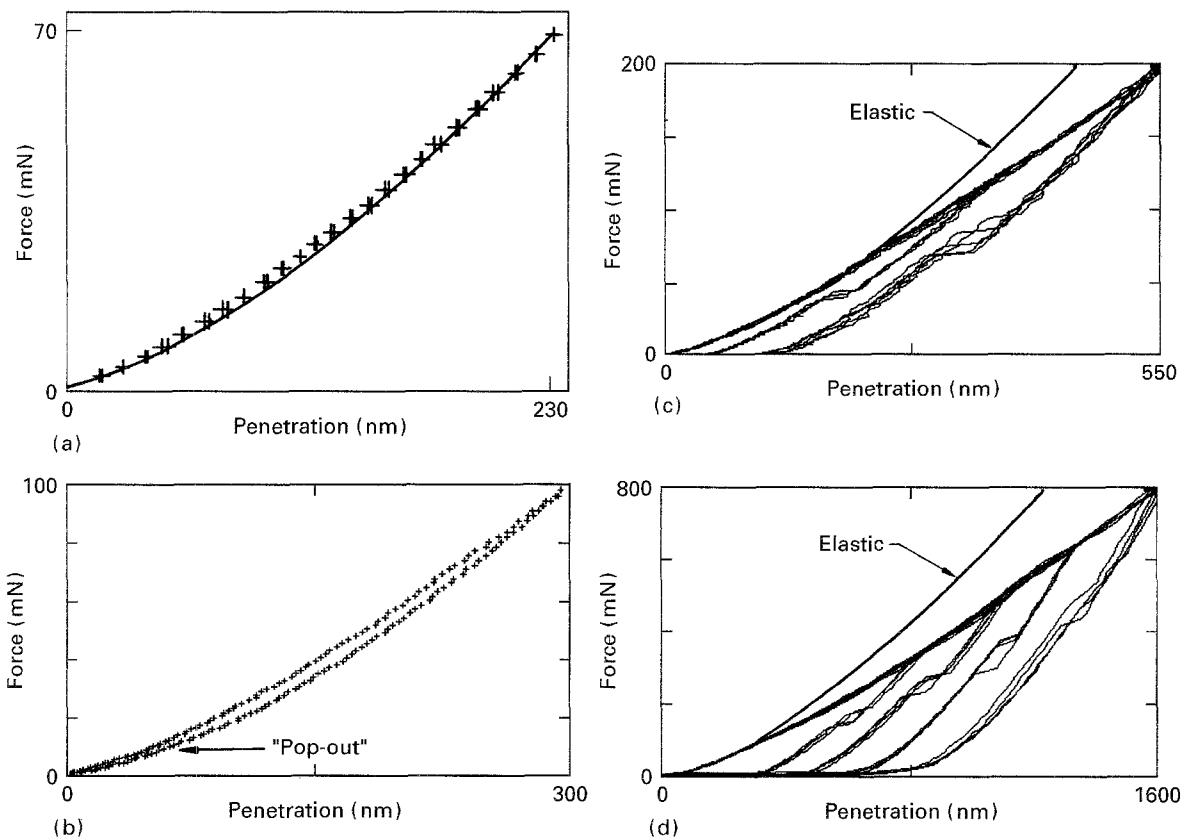 70
Force (mN)
0
0
230
Penetration (nm)
(a)
200
Elastic
Force (mN)
0
0
550
Penetration (nm)
(c)
100
Force (mN)
"Pop-out"
0
0
300
Penetration (nm)
(b)
800
Elastic
Force (mN)
0
0
1600
Penetration (nm)
(d)